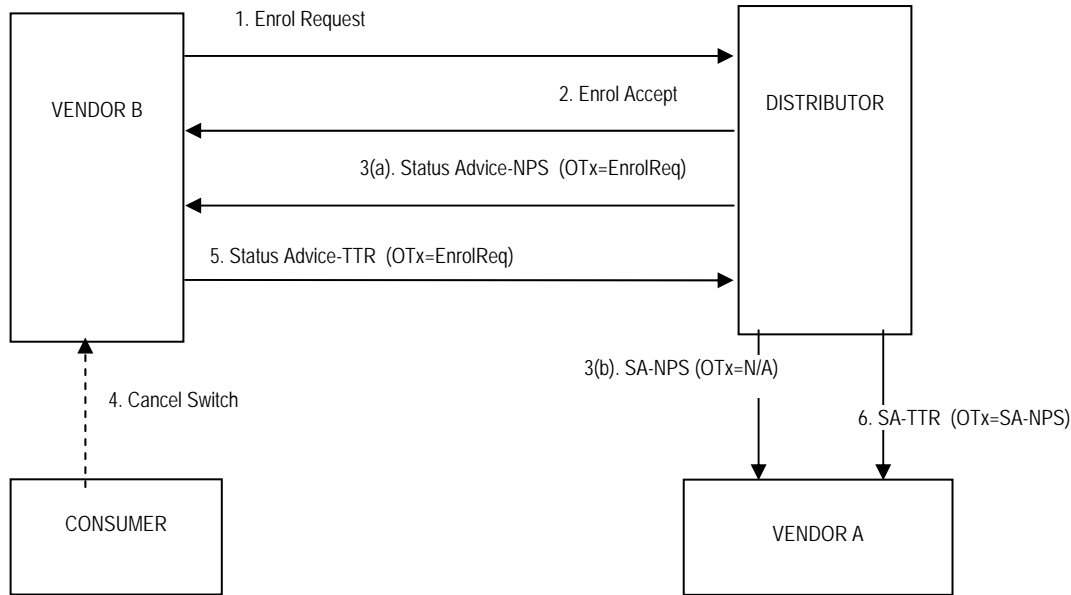 1. Enrol Request
VENDOR B
2. Enrol Accept
DISTRIBUTOR
3(a). Status Advice-NPS (OTx=EnrolReq)
5. Status Advice-TTR (OTx=EnrolReq)
3(b). SA-NPS (OTx=N/A)
4. Cancel Switch
6. SA-TTR (OTx=SA-NPS)
CONSUMER
VENDOR A